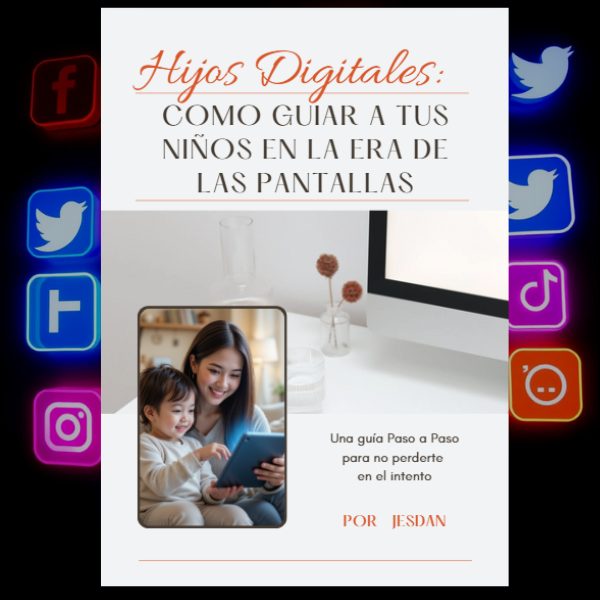 Hijos Digitales:
COMO GUIAR A TUS
NIÑOS EN LA ERA DE
LAS PANTALLAS
Una guía Paso a Paso
para no perderte
en el intento
POR JESDAN